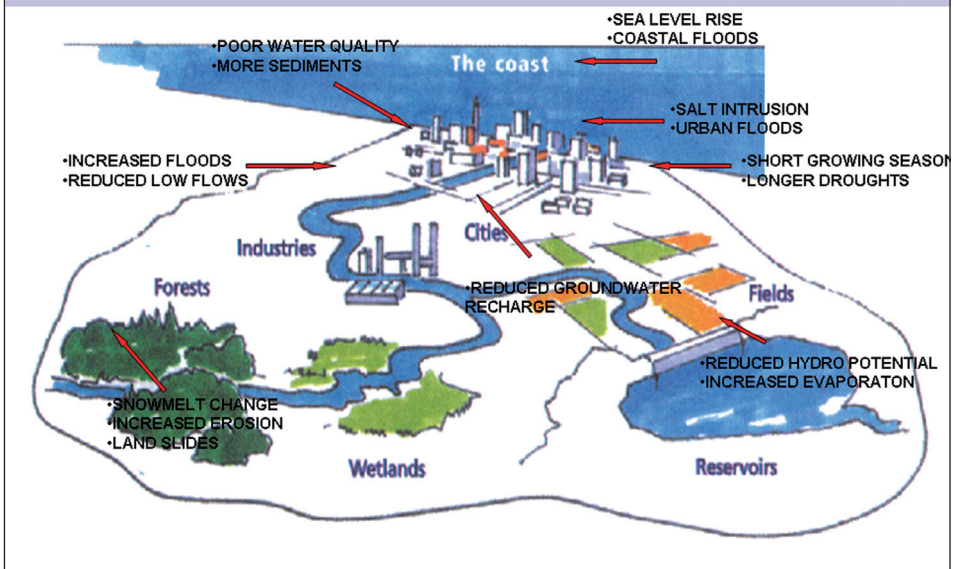 •SEA LEVEL RISE
•COASTAL FLOODS
•POOR WATER QUALITY
•MORE SEDIMENTS
The coast
•SALT INTRUSION
•URBAN FLOODS
•INCREASED FLOODS
•REDUCED LOW FLOWS
•SHORT GROWING SEASON
•LONGER DROUGHTS
Cities
Industries
Forests
•REDUCED GROUNDWATER
RECHARGE
Fields
•REDUCED HYDRO POTENTIAL
•INCREASED EVAPORATON
•SNOWMELT CHANGE
•INCREASED EROSION
•LAND SLIDES
Wetlands
Reservoirs